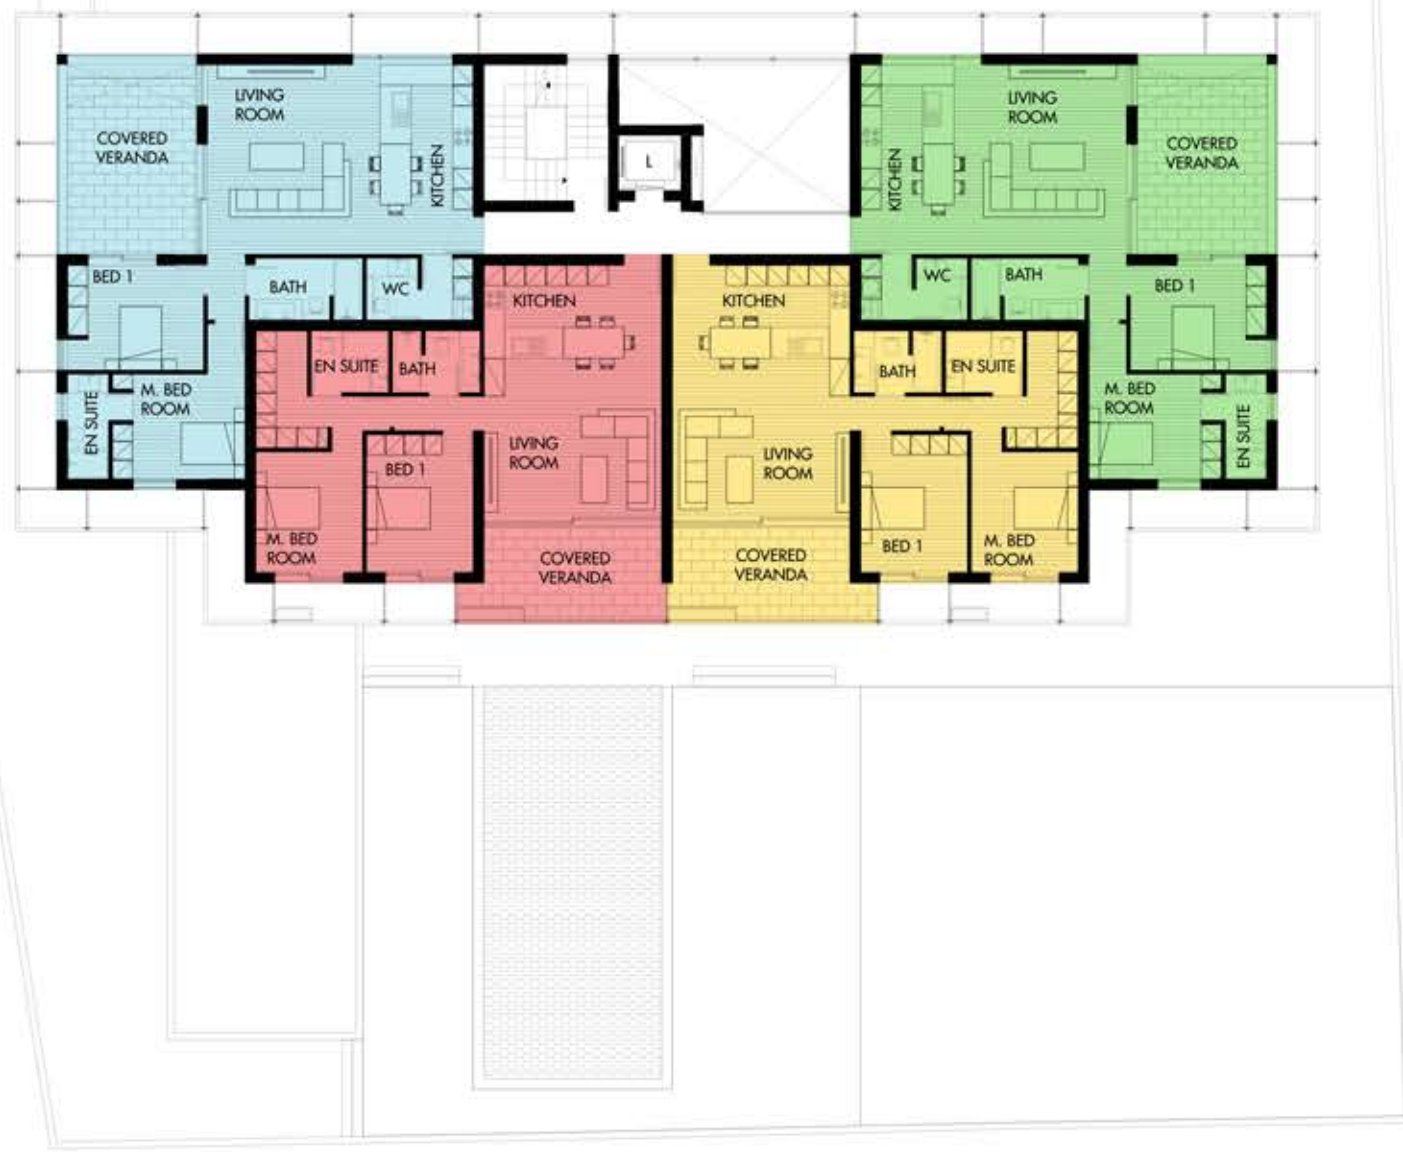 LIVING
ROOM
COVERED
VERANDA
KITCHEN
L
LIVING
ROOM
KITCHEN
COVERED
VERANDA
BED 1
BATH
WC
KITCHEN
KITCHEN
WC
BATH
BED 1
EN SUITE
M. BED
ROOM
EN SUITE
BATH
LIVING
ROOM
BED 1
M. BED
ROOM
COVERED
VERANDA
LIVING
ROOM
BATH
EN SUITE
BED 1
M. BED
ROOM
COVERED
VERANDA
M. BED
ROOM
EN SUITE